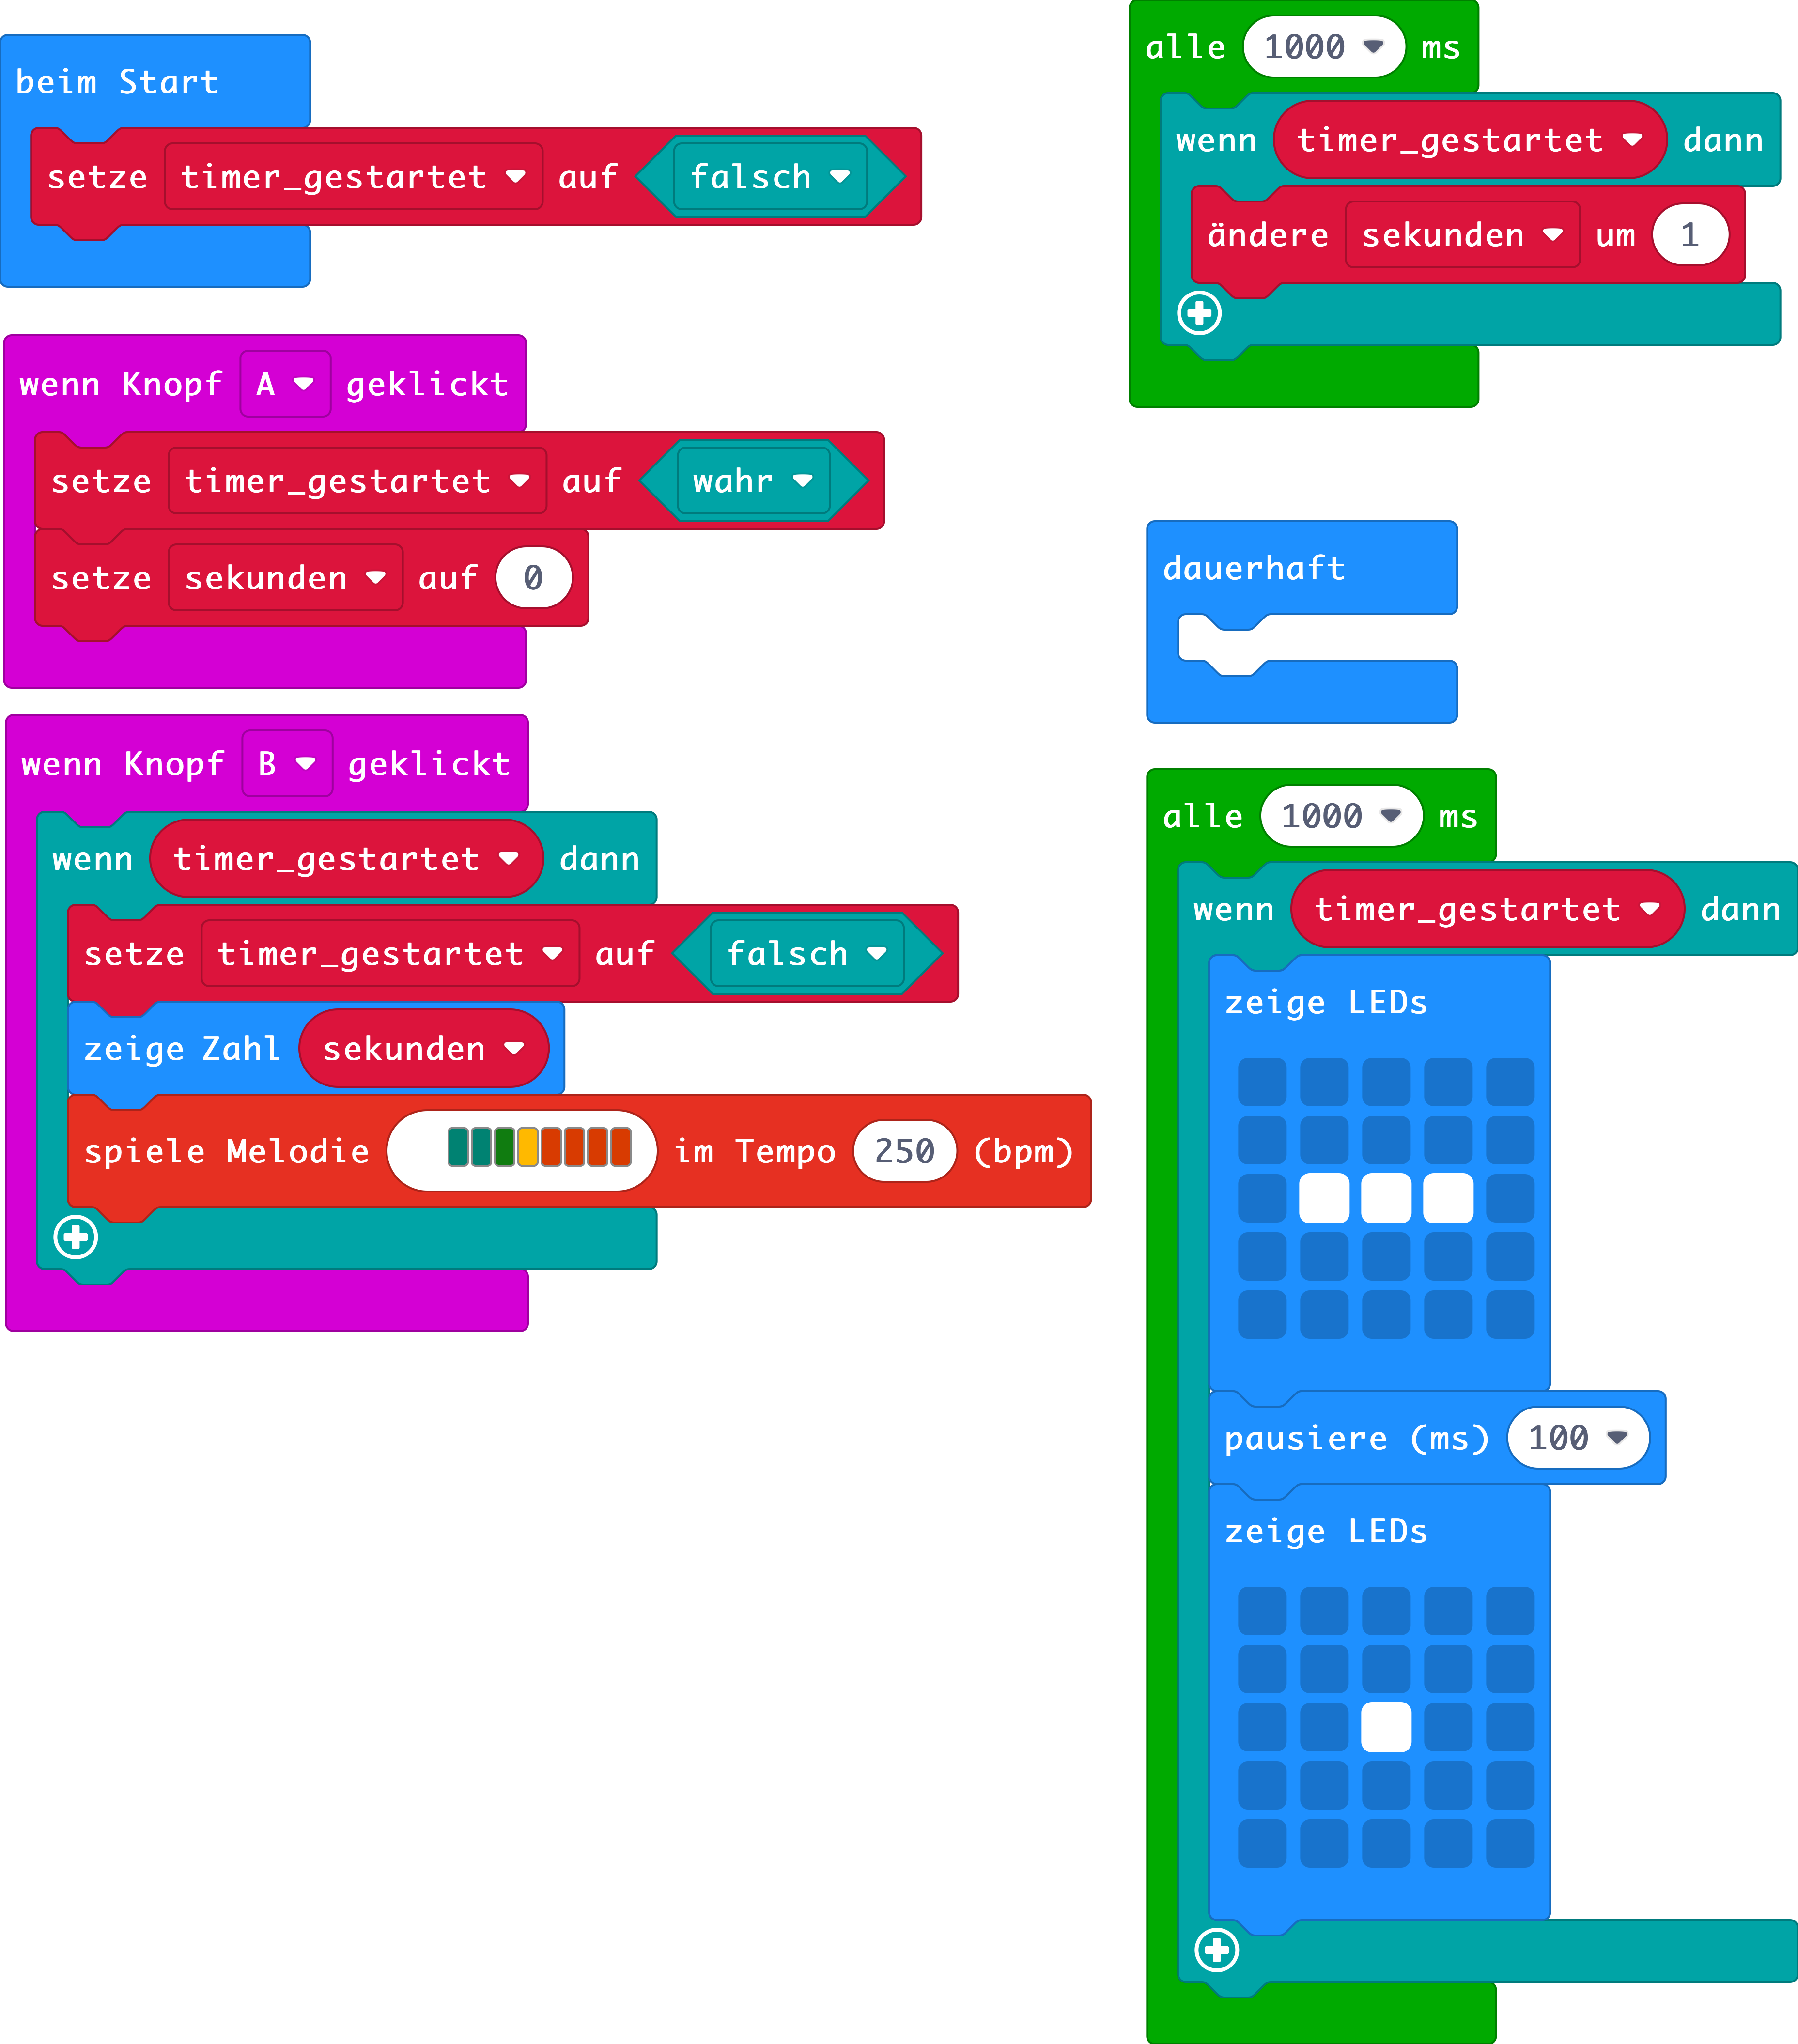 beim Start
setze timer_gestartet auf falsch
wenn Knopf A geklickt
setze timer_gestartet auf wahr
setze sekunden auf 0
wenn Knopf B geklickt
wenn timer_gestartet dann
setze timer_gestartet auf falsch
zeige Zahl sekunden
spiele Melodie im Tempo 250 (bpm)
alle 1000 ms
wenn timer_gestartet dann
ändere sekunden um 1
dauerhaft
alle 1000 ms
wenn timer_gestartet dann
zeige LEDs
pausiere (ms) 100
zeige LEDs